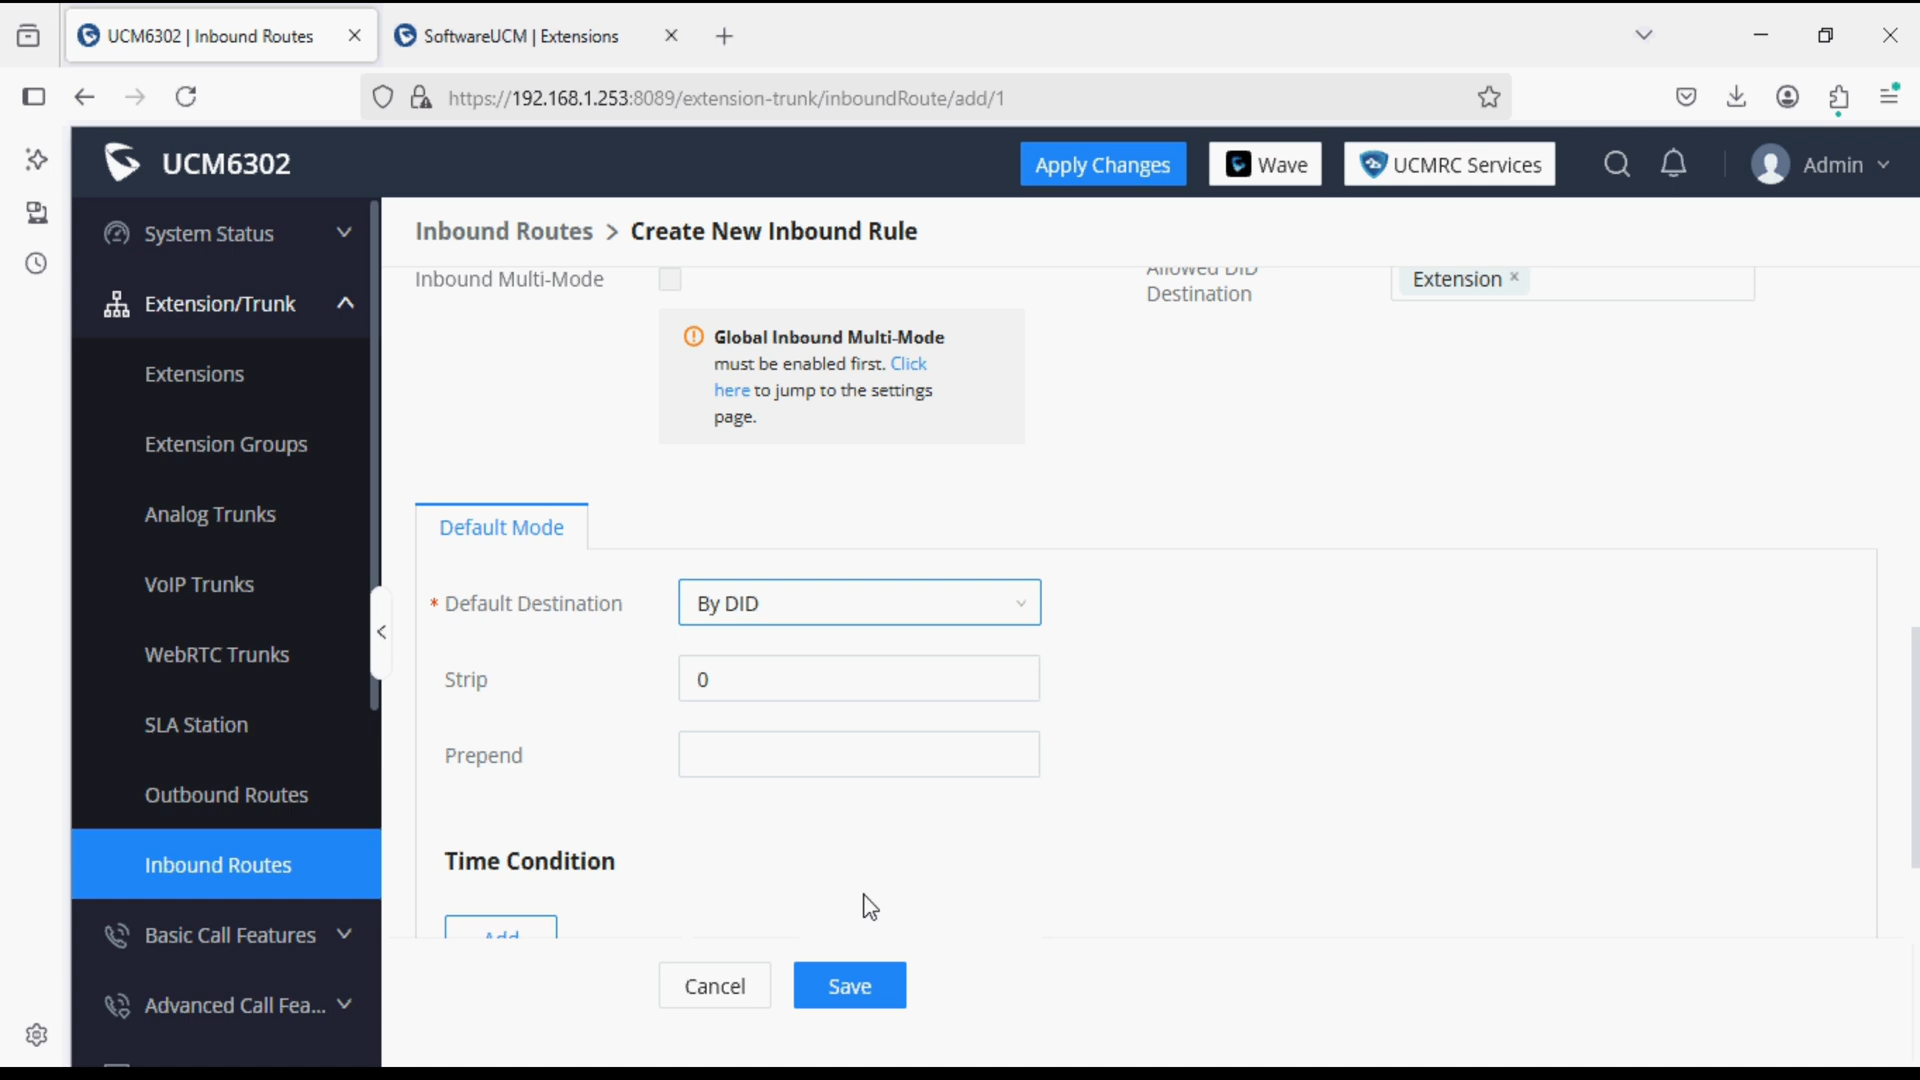 UCM6302 | Inbound Routes
SoftwareUCM | Extensions
https://192.168.1.253:8089/extension-trunk/inboundRoute/add/1
UCM6302
Apply Changes
Wave
UCMRC Services
Admin
System Status
Extension/Trunk
Extensions
Extension Groups
Analog Trunks
VoIP Trunks
WebRTC Trunks
SLA Station
Outbound Routes
Inbound Routes
Basic Call Features
Advanced Call Fea...
Inbound Routes > Create New Inbound Rule
Inbound Multi-Mode
Global Inbound Multi-Mode
must be enabled first. Click
here to jump to the settings
page.
Allowed DID
Destination
Extension ×
Default Mode
* Default Destination
By DID
Strip
0
Prepend
Time Condition
Add
Cancel
Save